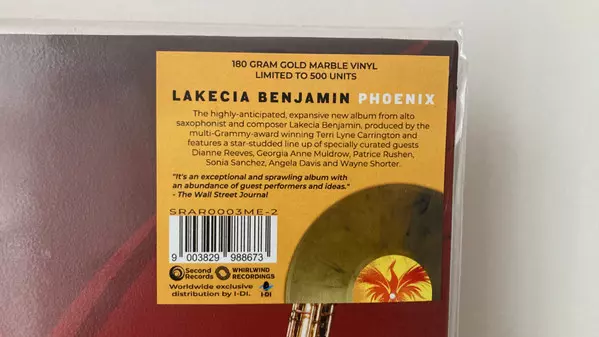 180 GRAM GOLD MARBLE VINYL
LIMITED TO 500 UNITS
LAKECIA BENJAMIN PHOENIX
The highly-anticipated, expansive new album from alto
saxophonist and composer Lakecia Benjamin, produced by the
multi-Grammy-award winning Terri Lyne Carrington and
features a star-studded line up of specially curated guests
Dianne Reeves, Georgia Anne Muldrow, Patrice Rushen,
Sonia Sanchez, Angela Davis and Wayne Shorter.
"It's an exceptional and sprawling album with
an abundance of guest performers and ideas."
- The Wall Street Journal
SRAR0003ME-2
9 003829 988673
Second Records
WHIRLWIND RECORDINGS
Worldwide exclusive
distribution by I-DI.
I-DI